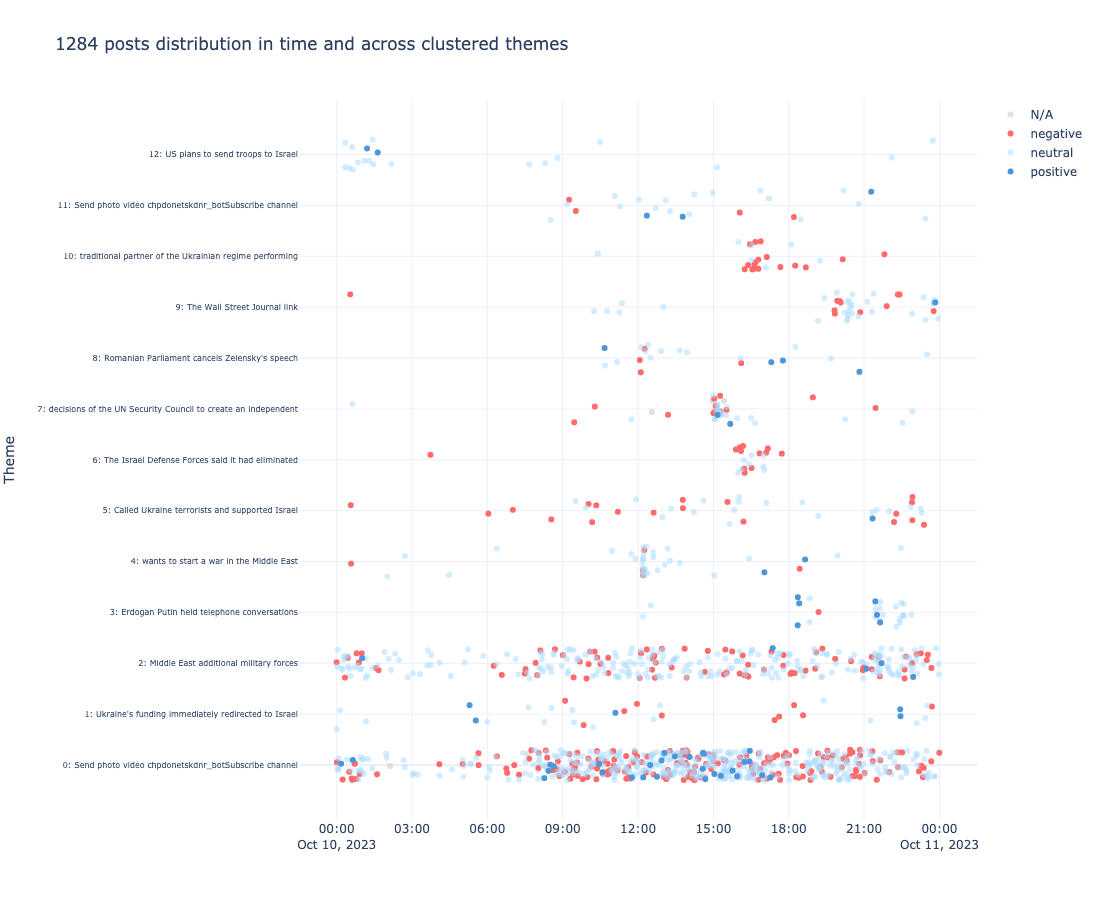 1284 posts distribution in time and across clustered themes
N/A
negative
neutral
positive
12: US plans to send troops to Israel
11: Send photo video chpdonetskdnr_botSubscribe channel
10: traditional partner of the Ukrainian regime performing
9: The Wall Street Journal link
8: Romanian Parliament cancels Zelensky's speech
7: decisions of the UN Security Council to create an independent
6: The Israel Defense Forces said it had eliminated
5: Called Ukraine terrorists and supported Israel
4: wants to start a war in the Middle East
3: Erdogan Putin held telephone conversations
2: Middle East additional military forces
1: Ukraine's funding immediately redirected to Israel
0: Send photo video chpdonetskdnr_botSubscribe channel
Theme
00:00 03:00 06:00 09:00 12:00 15:00 18:00 21:00 00:00
Oct 10, 2023 Oct 11, 2023